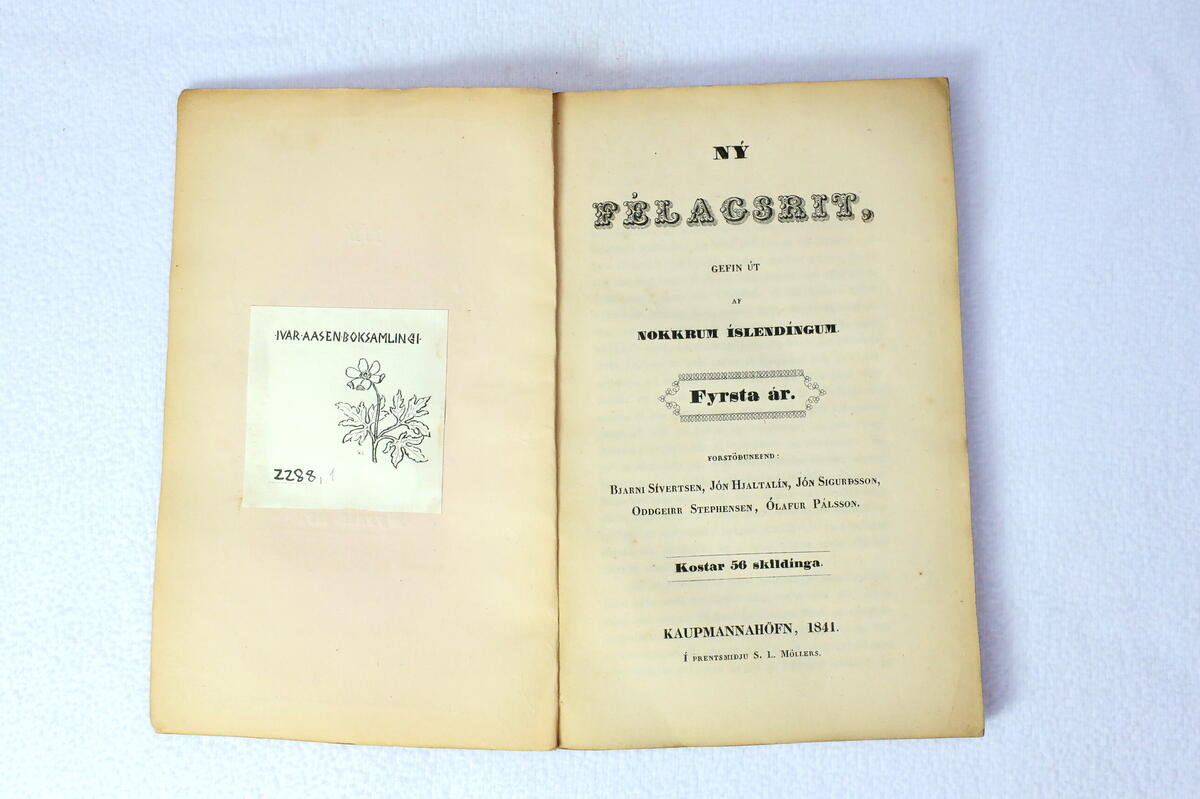 ·IVAR·AASEN·BOKSAMLINGI·
2288, 1
NÝ
FÉLAGSRIT,
GEFIN ÚT
AF
NOKKRUM ÍSLENDÍNGUM.
Fyrsta ár.
FORSTÖÐUNEFND:
BJARNI SÍVERTSEN, JÓN HJALTALÍN, JÓN SIGURÐSSON,
ODDGEIRR STEPHENSEN, ÓLAFUR PÁLSSON.
Kostar 56 skildínga.
KAUPMANNAHÖFN, 1841.
Í PRENTSMIDJU S. L. MÖLLERS.